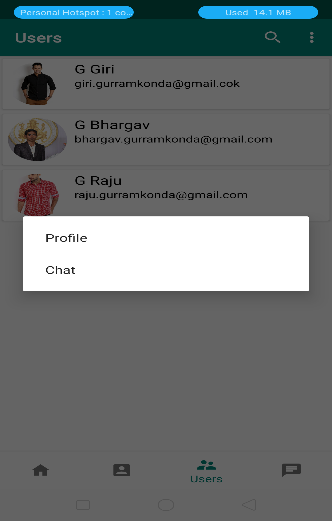 Personal Hotspot : 1 co..
Used 14.1 MB
Users
G Giri
giri.gurramkonda@gmail.cok
G Bhargav
bhargav.gurramkonda@gmail.com
G Raju
raju.gurramkonda@gmail.com
Profile
Chat
Users